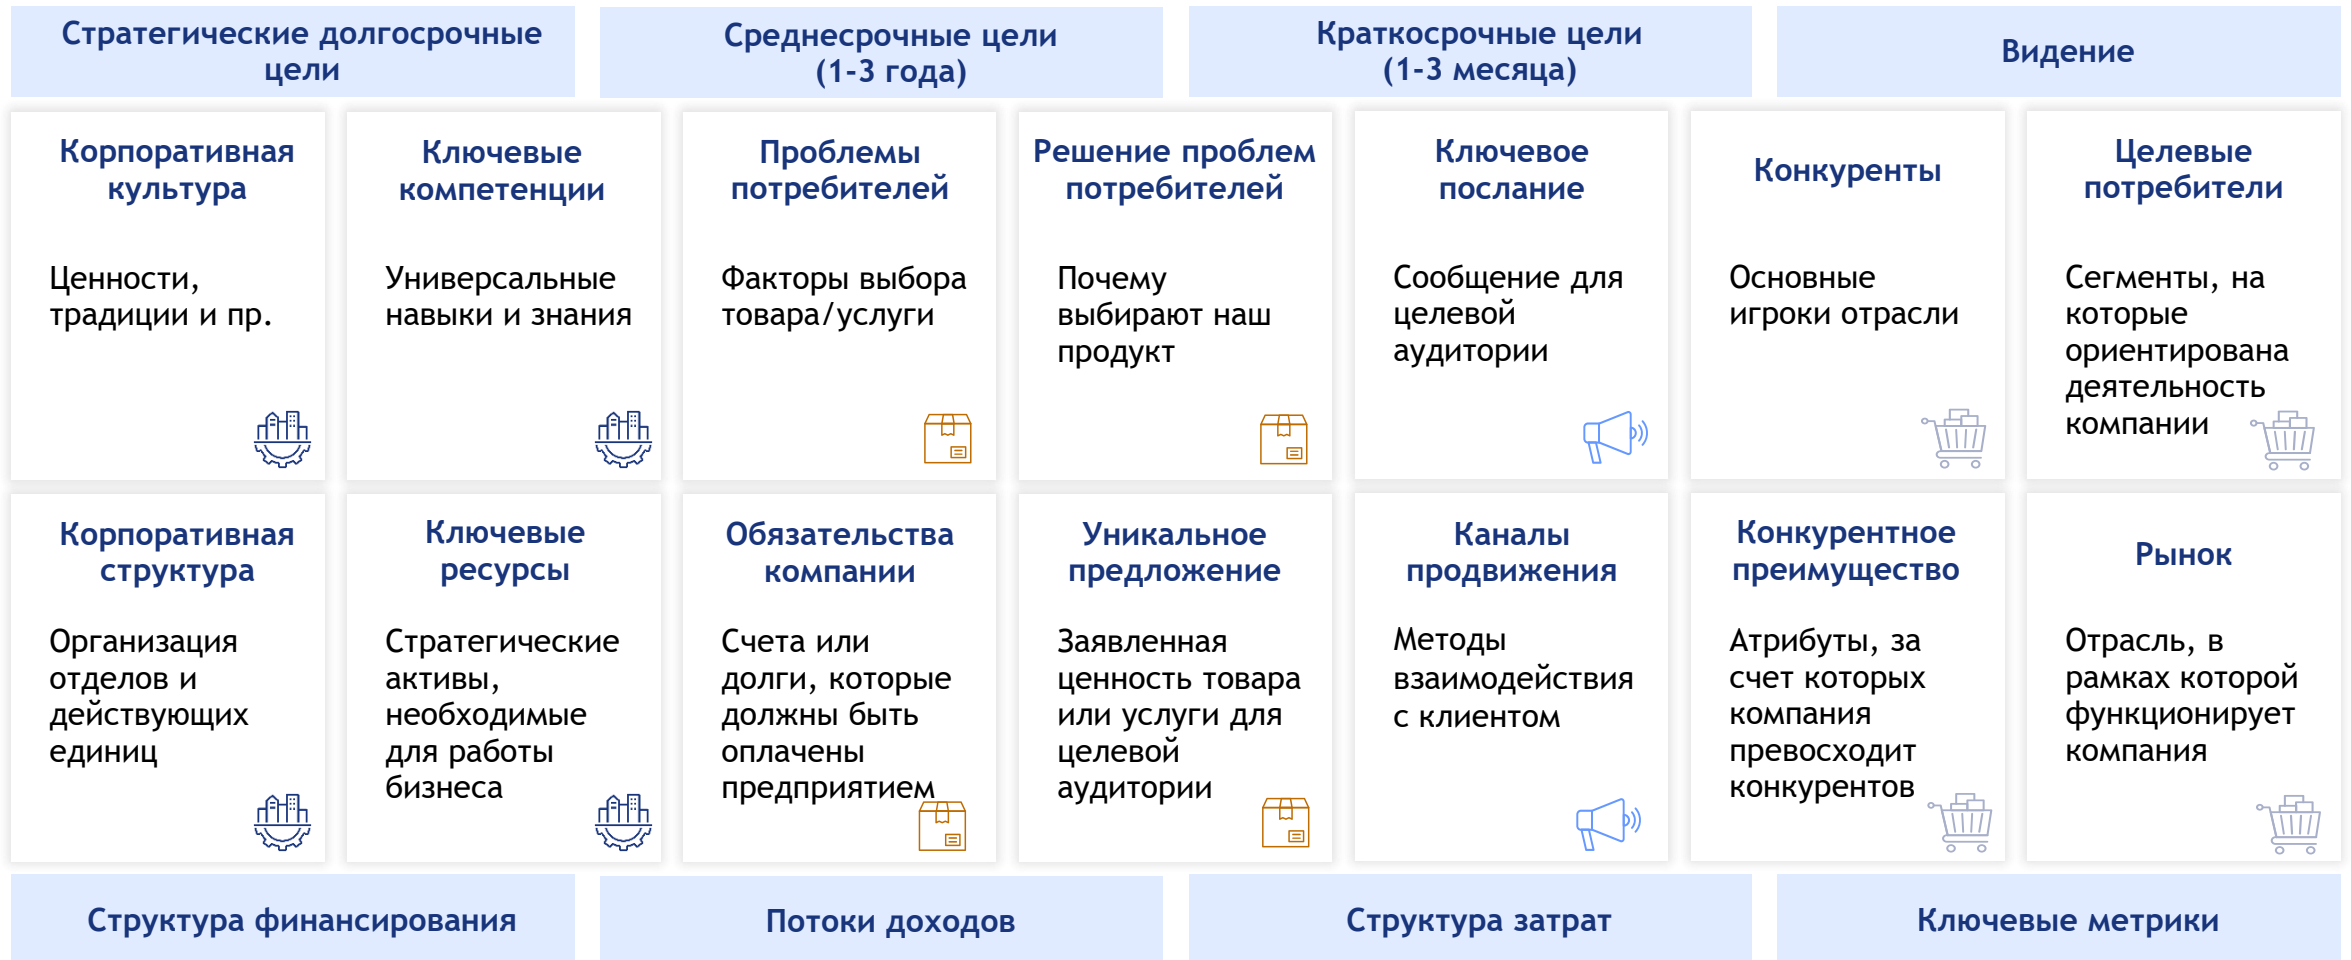 Стратегические долгосрочные
цели
Среднесрочные цели
(1-3 года)
Краткосрочные цели
(1-3 месяца)
Видение
Корпоративная
культура
Ценности,
традиции и пр.
Ключевые
компетенции
Универсальные
навыки и знания
Проблемы
потребителей
Факторы выбора
товара/услуги
Решение проблем
потребителей
Почему
выбирают наш
продукт
Ключевое
послание
Сообщение для
целевой
аудитории
Конкуренты
Основные
игроки отрасли
Целевые
потребители
Сегменты, на
которые
ориентирована
деятельность
компании
Корпоративная
структура
Организация
отделов и
действующих
единиц
Ключевые
ресурсы
Стратегические
активы,
необходимые
для работы
бизнеса
Обязательства
компании
Счета или
долги, которые
должны быть
оплачены
предприятием
Уникальное
предложение
Заявленная
ценность товара
или услуги для
целевой
аудитории
Каналы
продвижения
Методы
взаимодействия
с клиентом
Конкурентное
преимущество
Атрибуты, за
счет которых
компания
превосходит
конкурентов
Рынок
Отрасль, в
рамках которой
функционирует
компания
Структура финансирования
Потоки доходов
Структура затрат
Ключевые метрики